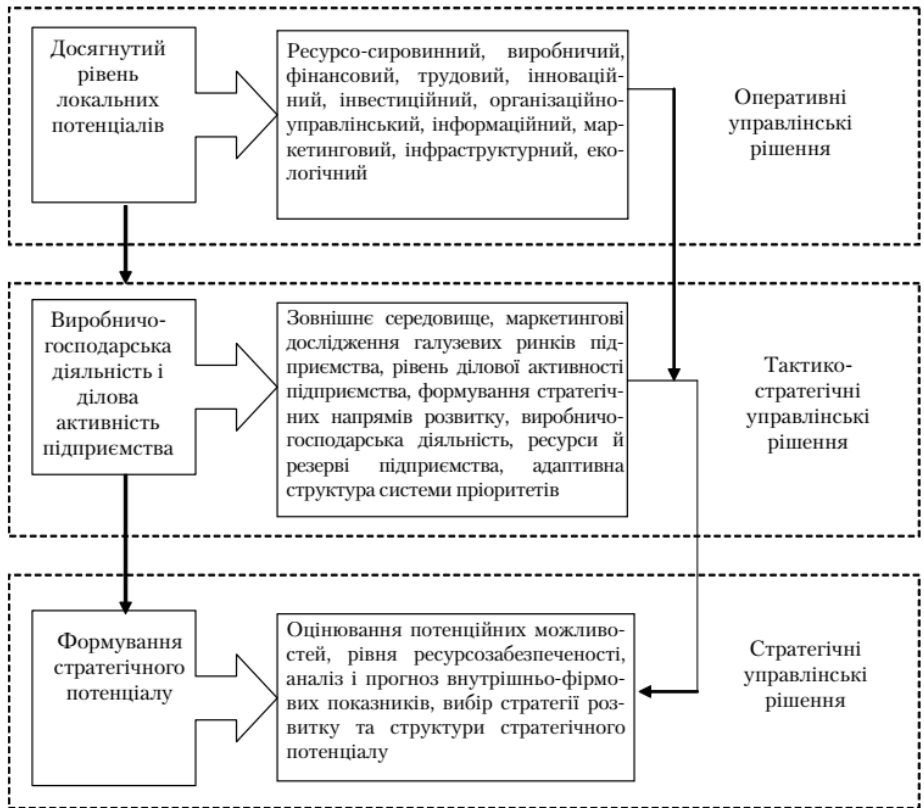 Досягнутий
рівень
локальних
потенціалів
Ресурсо-сировинний, виробничий,
фінансовий, трудовий, інновацій-
ний, інвестиційний, організаційно-
управлінський, інформаційний, мар-
кетинговий, інфраструктурний, еко-
логічний
Оперативні
управлінські
рішення
Виробничо-
господарська
діяльність і
ділова
активність
підприємства
Зовнішнє середовище, маркетингові
дослідження галузевих ринків під-
приємства, рівень ділової активності
підприємства, формування стратегіч-
них напрямів розвитку, виробничо-
господарська діяльність, ресурси й
резерві підприємства, адаптивна
структура системи пріоритетів
Тактико-
стратегічні
управлінські
рішення
Формування
стратегічного
потенціалу
Оцінювання потенційних можливо-
стей, рівня ресурсозабезпеченості,
аналіз і прогноз внутрішньо-фірмо-
вих показників, вибір стратегії роз-
витку та структури стратегічного
потенціалу
Стратегічні
управлінські
рішення